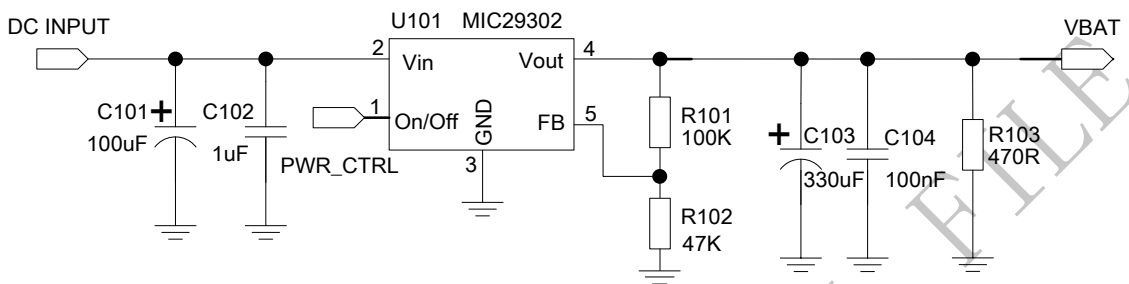 DC INPUT
U101 MIC29302
VBAT
2
Vin
Vout
4
C101
100uF
+
C102
1uF
1
On/Off
PWR_CTRL
GND
3
FB
5
R101
100K
R102
47K
+
C103
330uF
C104
100nF
R103
470R
FILE